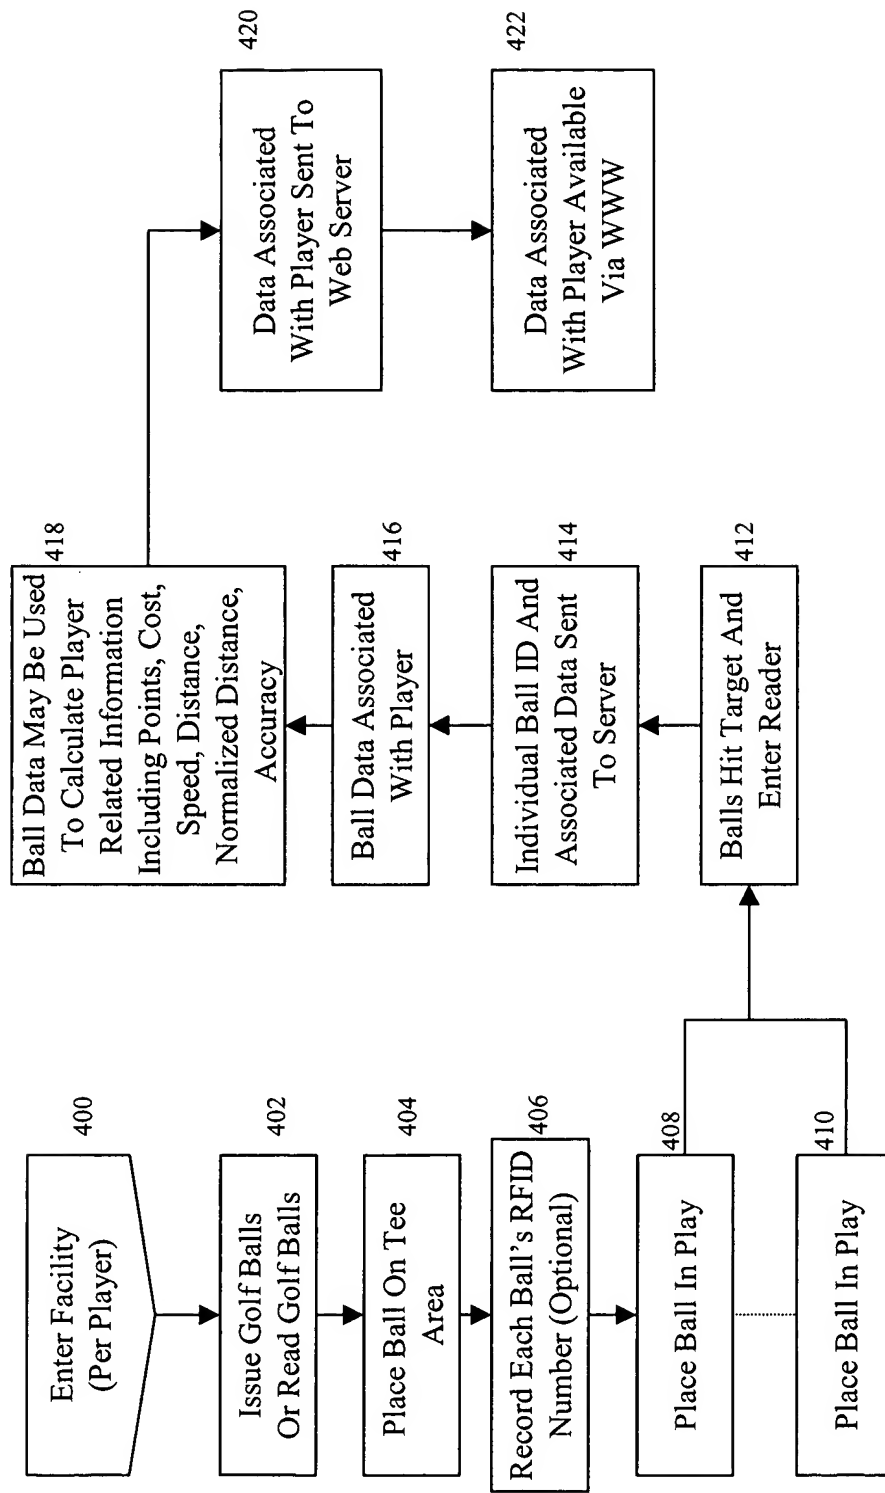 400
Enter Facility
(Per Player)
402
Issue Golf Balls
Or Read Golf Balls
404
Place Ball On Tee
Area
406
Record Each Ball's RFID
Number (Optional)
408
Place Ball In Play
410
Place Ball In Play
412
Balls Hit Target And
Enter Reader
414
Individual Ball ID And
Associated Data Sent
To Server
416
Ball Data Associated
With Player
418
Ball Data May Be Used
To Calculate Player
Related Information
Including Points, Cost,
Speed, Distance,
Normalized Distance,
Accuracy
420
Data Associated
With Player Sent To
Web Server
422
Data Associated
With Player Available
Via WWW